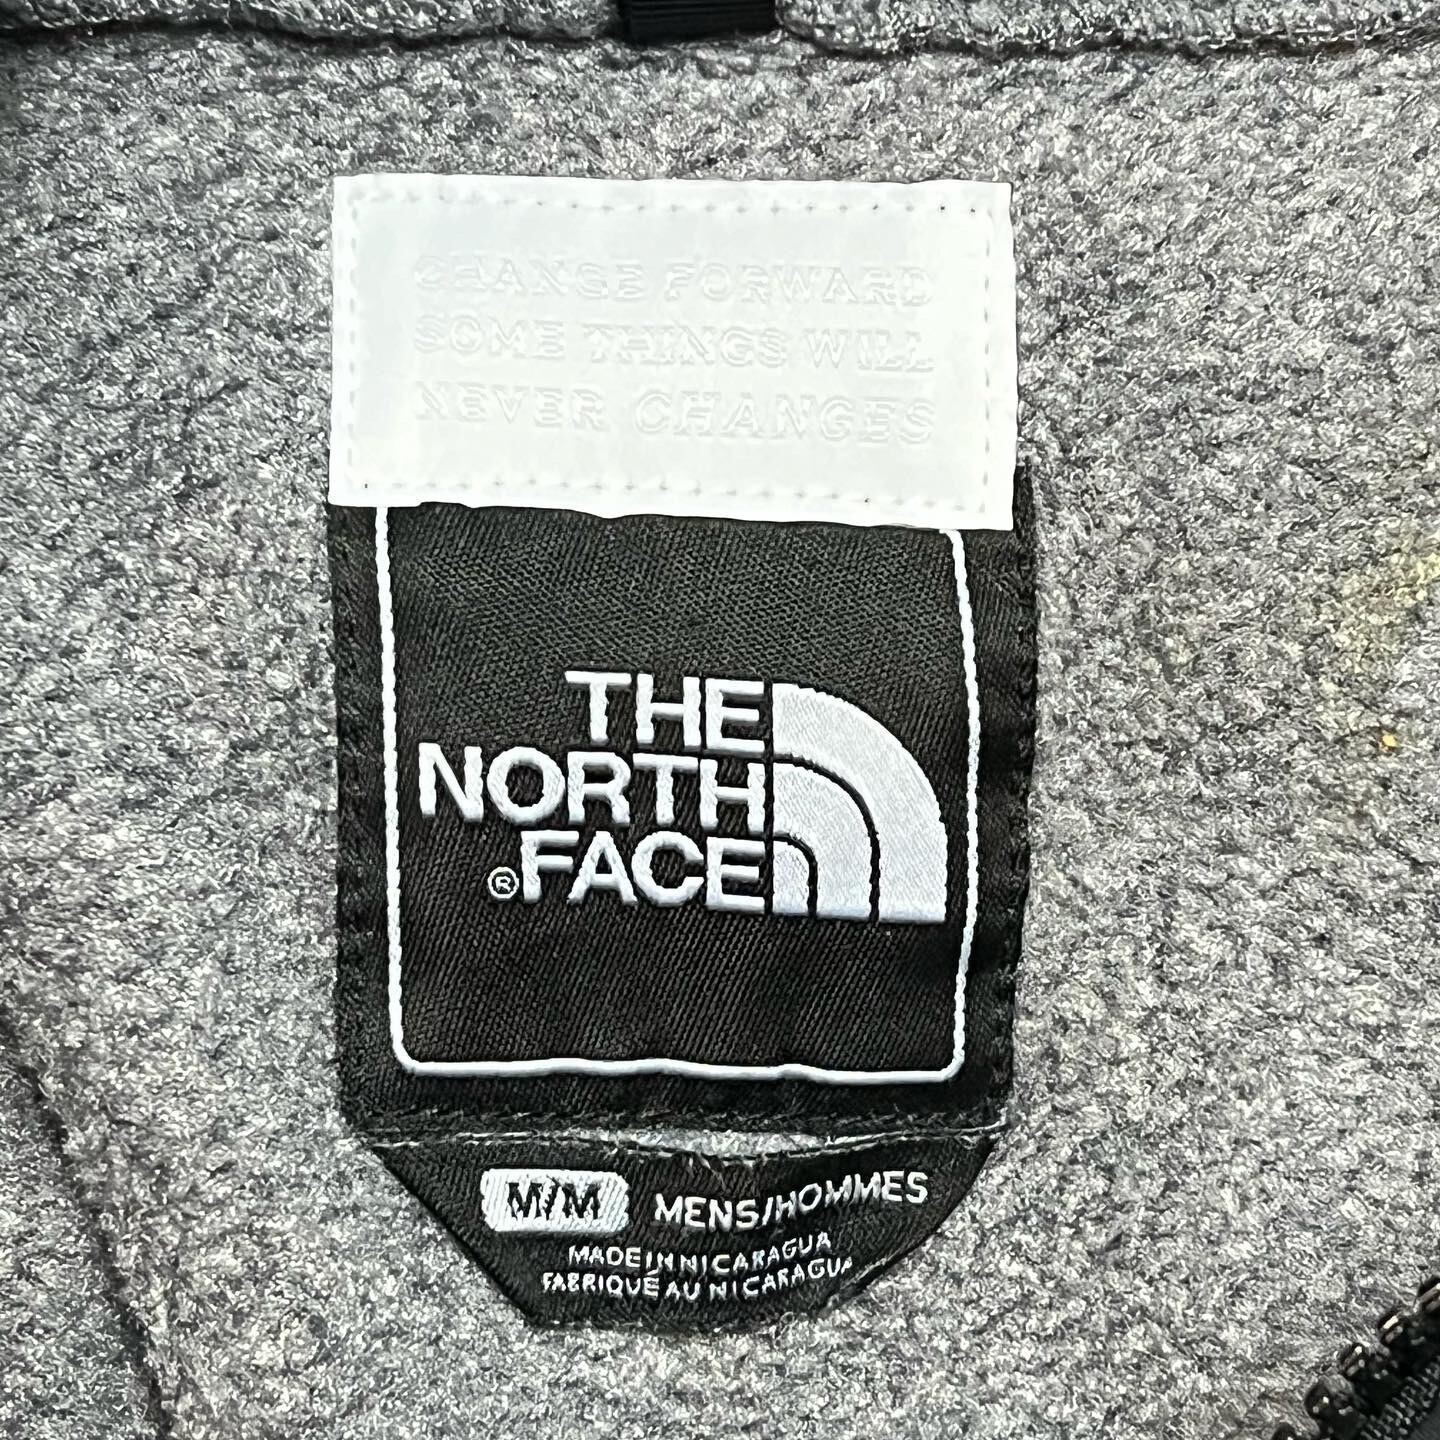 CHANGE FORWARD
SOME THINGS WILL
NEVER CHANGES
THE
NORTH
®FACE
M/M MENS/HOMMES
MADE IN NICARAGUA
FABRIQUÉ AU NICARAGUA